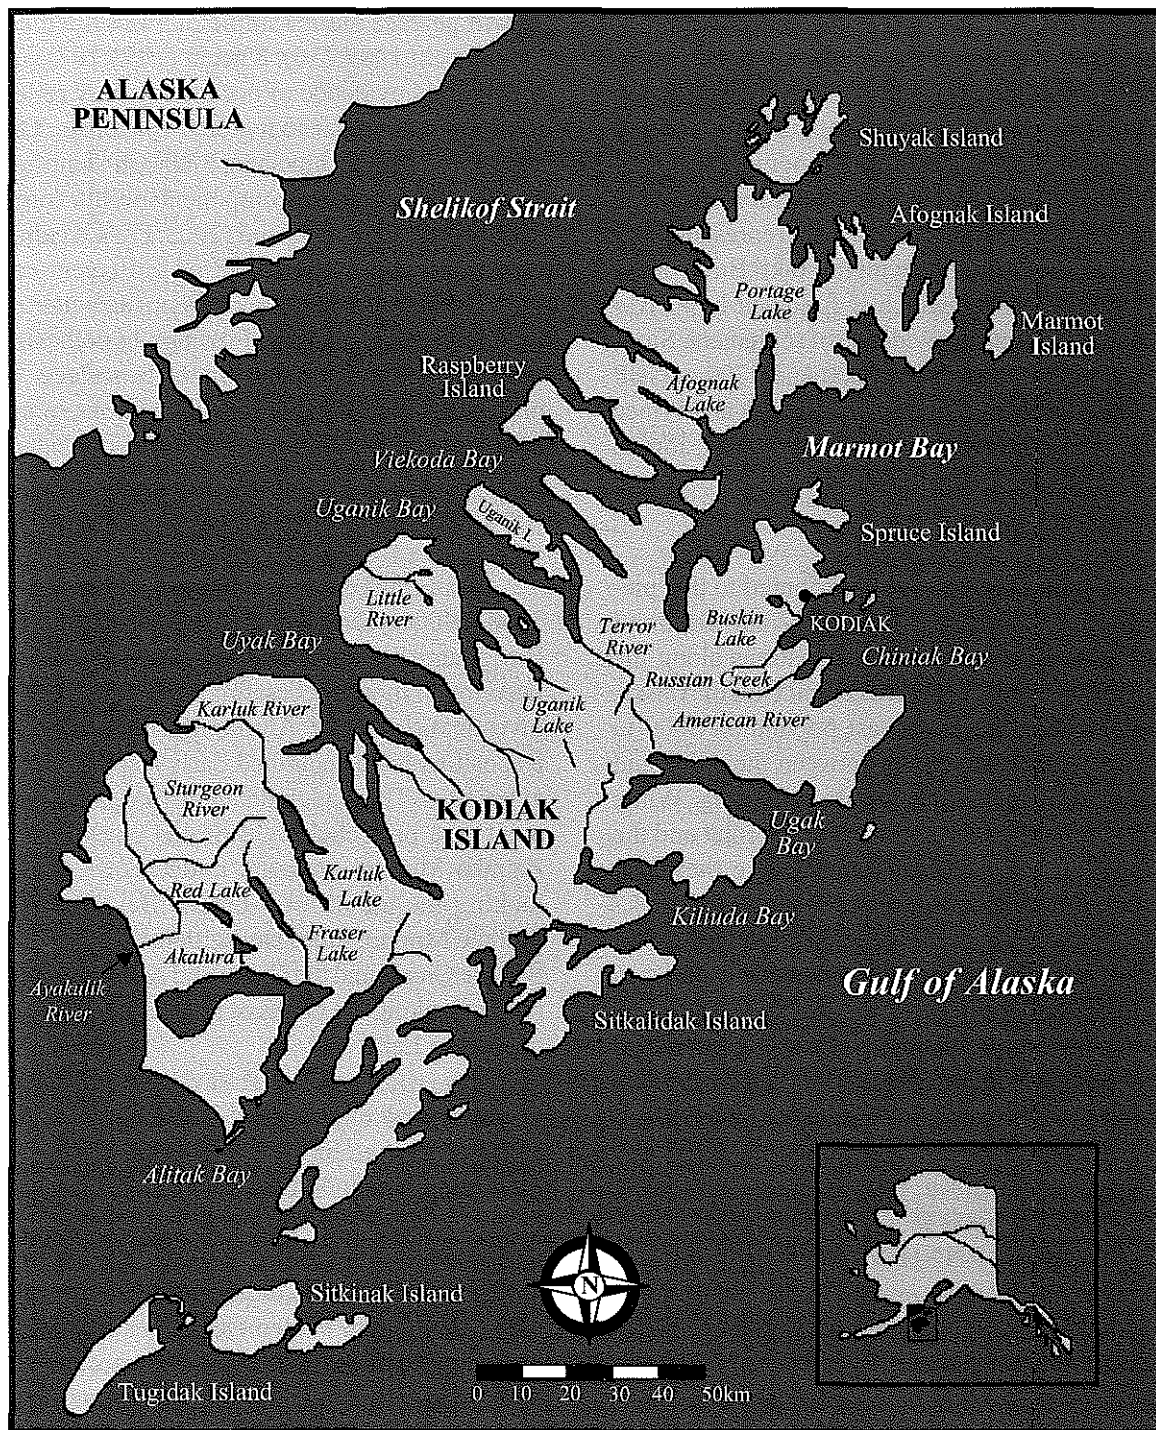 ALASKA
PENINSULA
Shuyak Island
Shelikof Strait
Afognak Island
Portage
Lake
Marmot
Island
Raspberry
Island
Afognak
Lake
Marmot Bay
Viekoda Bay
Uganik Bay
Uganik I.
Spruce Island
Little
River
Buskin
Lake
KODIAK
Terror
River
Uyak Bay
Chiniak Bay
Russian Creek
Uganik
Lake
Karluk River
American River
Sturgeon
River
KODIAK
ISLAND
Ugak
Bay
Karluk
Lake
Red Lake
Kiliuda Bay
Fraser
Lake
Akalura
Ayakulik
River
Gulf of Alaska
Sitkalidak Island
Alitak Bay
N
Sitkinak Island
Tugidak Island
0 10 20 30 40 50km